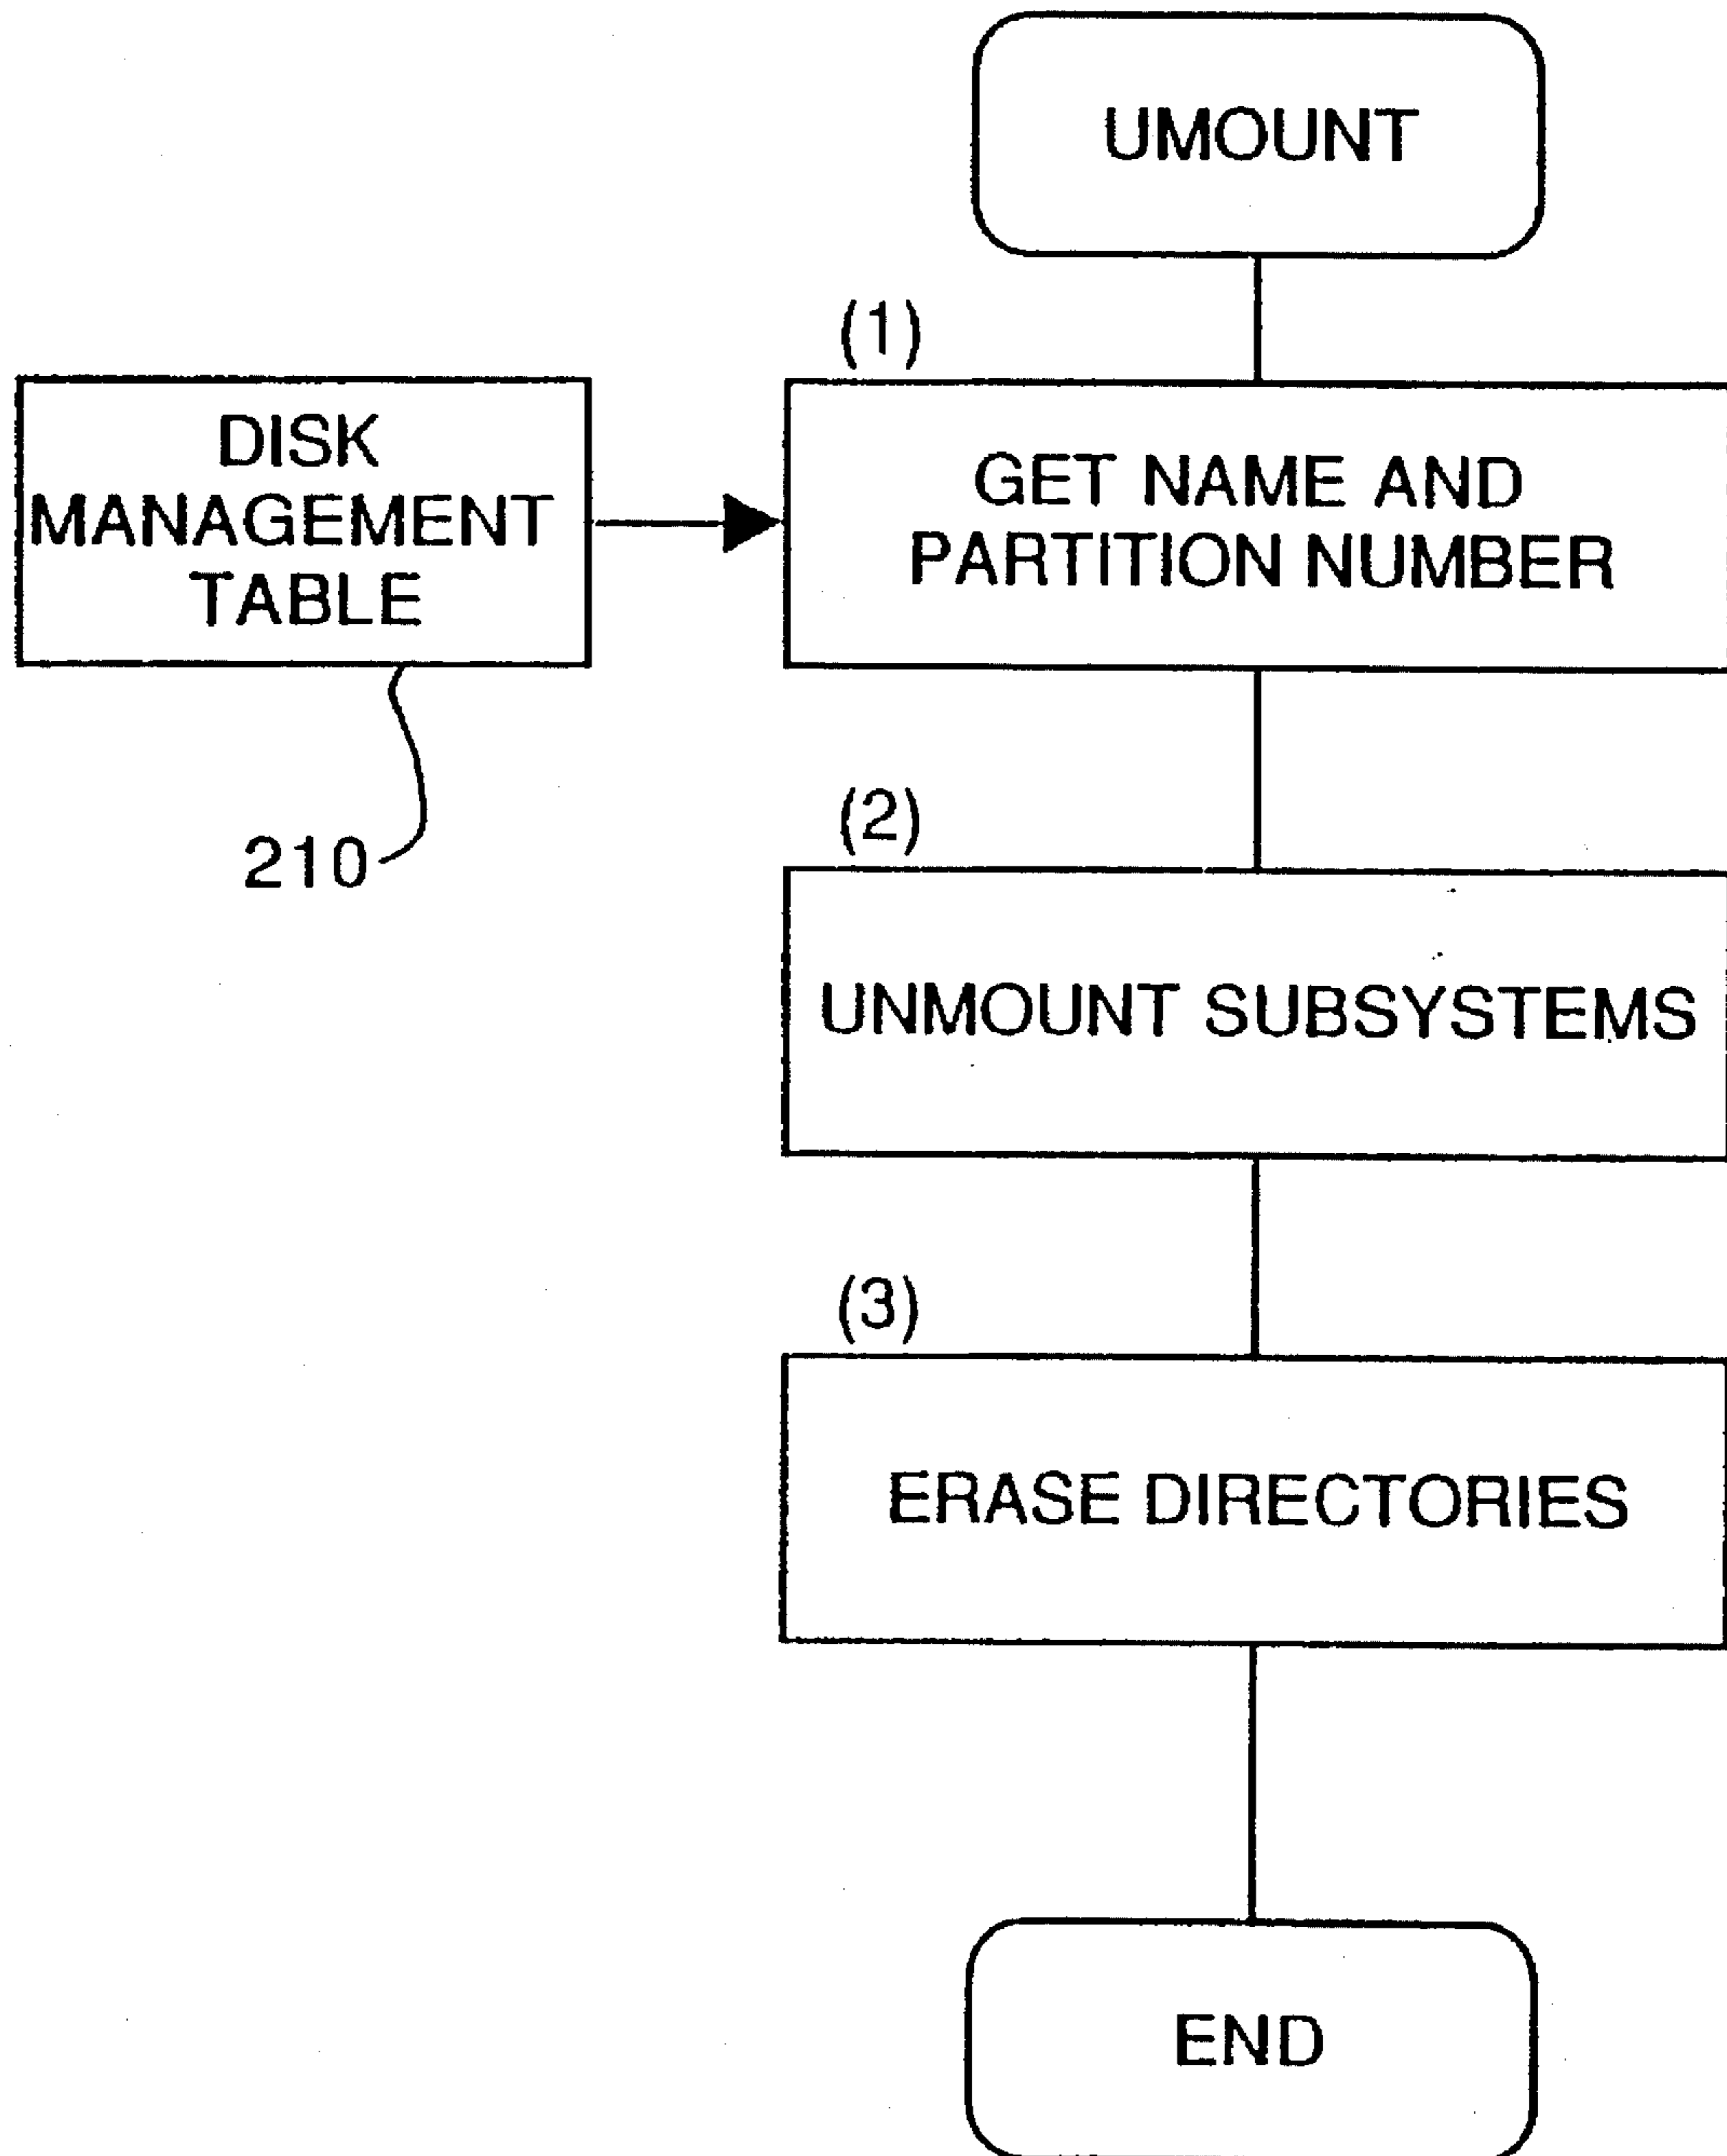 UMOUNT
(1)
DISK
MANAGEMENT
TABLE
210
GET NAME AND
PARTITION NUMBER
(2)
UNMOUNT SUBSYSTEMS
(3)
ERASE DIRECTORIES
END